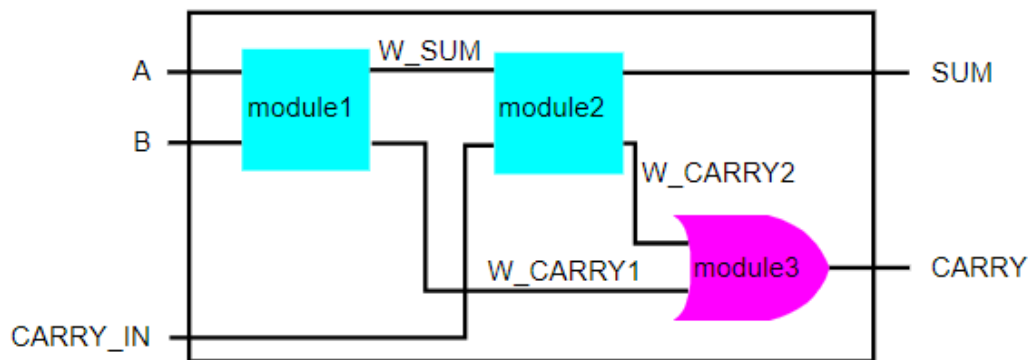 W_SUM
A
SUM
module1
module2
B
W_CARRY2
W_CARRY1
module3
CARRY
CARRY_IN